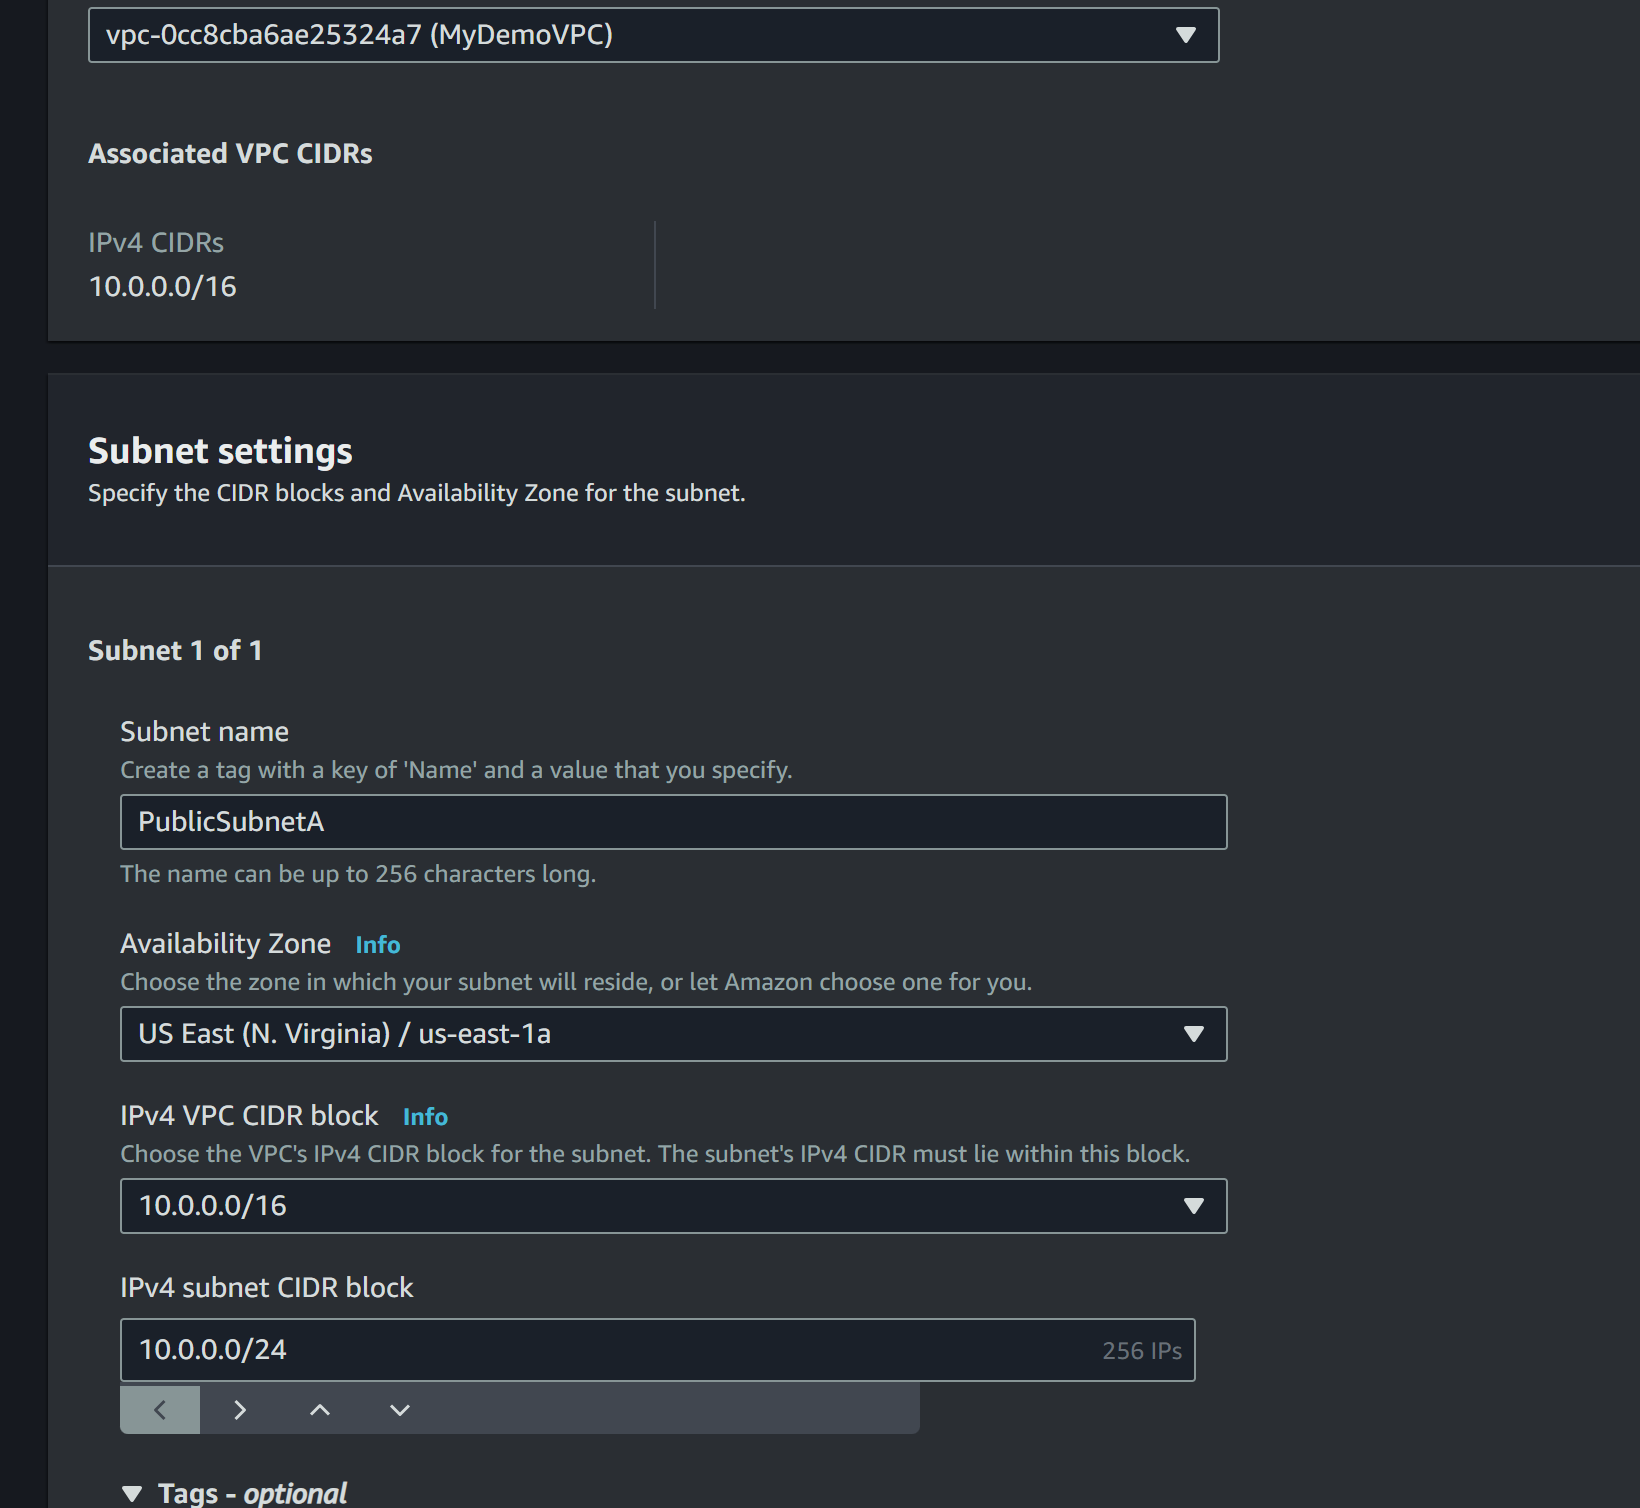 vpc-0cc8cba6ae25324a7 (MyDemoVPC)
Associated VPC CIDRs
IPv4 CIDRs
10.0.0.0/16
Subnet settings
Specify the CIDR blocks and Availability Zone for the subnet.
Subnet 1 of 1
Subnet name
Create a tag with a key of 'Name' and a value that you specify.
PublicSubnetA
The name can be up to 256 characters long.
Availability Zone Info
Choose the zone in which your subnet will reside, or let Amazon choose one for you.
US East (N. Virginia) / us-east-1a
IPv4 VPC CIDR block Info
Choose the VPC's IPv4 CIDR block for the subnet. The subnet's IPv4 CIDR must lie within this block.
10.0.0.0/16
IPv4 subnet CIDR block
10.0.0.0/24 256 IPs
Tags - optional